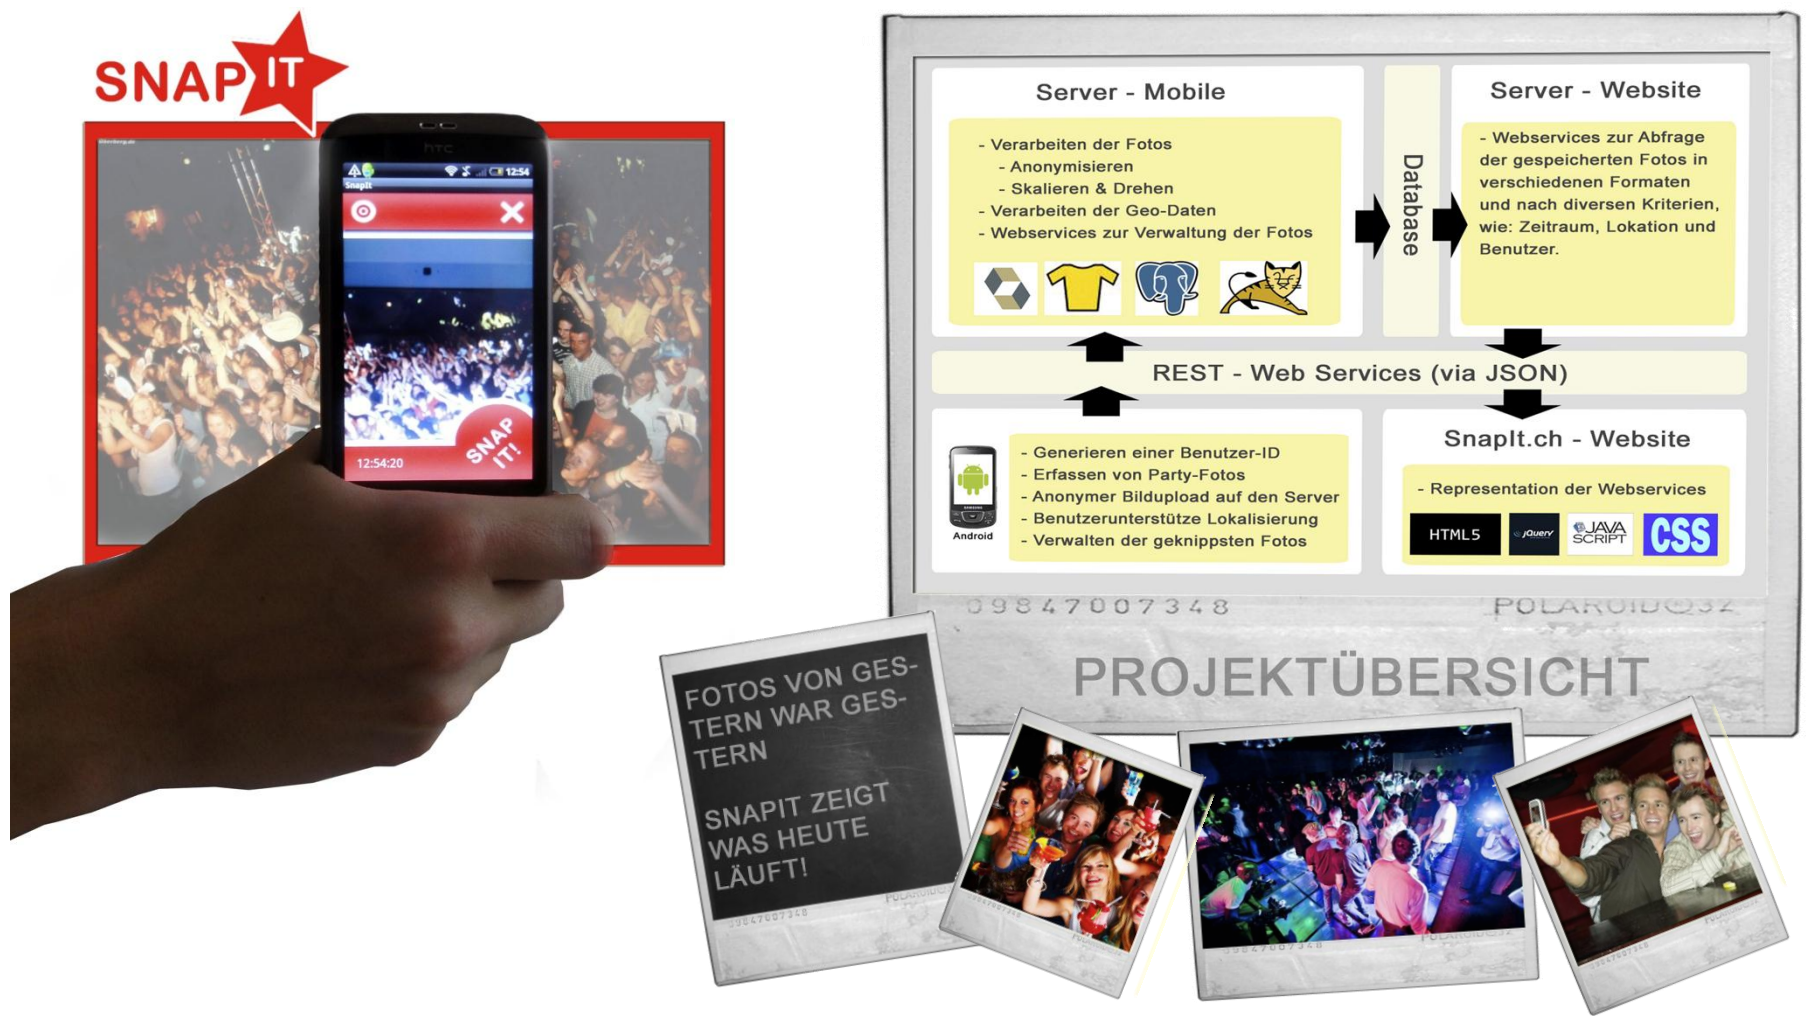 SNAP IT
htc
12:54
SnapIt
SNAP
IT!
12:54:20
Server - Mobile
- Verarbeiten der Fotos
- Anonymisieren
- Skalieren & Drehen
- Verarbeiten der Geo-Daten
- Webservices zur Verwaltung der Fotos
Database
Server - Website
- Webservices zur Abfrage
der gespeicherten Fotos in
verschiedenen Formaten
und nach diversen Kriterien,
wie: Zeitraum, Lokation und
Benutzer.
REST - Web Services (via JSON)
Android
- Generieren einer Benutzer-ID
- Erfassen von Party-Fotos
- Anonymer Bildupload auf den Server
- Benutzerunterstütze Lokalisierung
- Verwalten der geknippsten Fotos
SnapIt.ch - Website
- Representation der Webservices
HTML5
jQuery
JAVA
SCRIPT
CSS
09847007348
POLAROID@32
PROJEKTÜBERSICHT
FOTOS VON GES-
TERN WAR GES-
TERN
SNAPIT ZEIGT
WAS HEUTE
LÄUFT!
09847007348